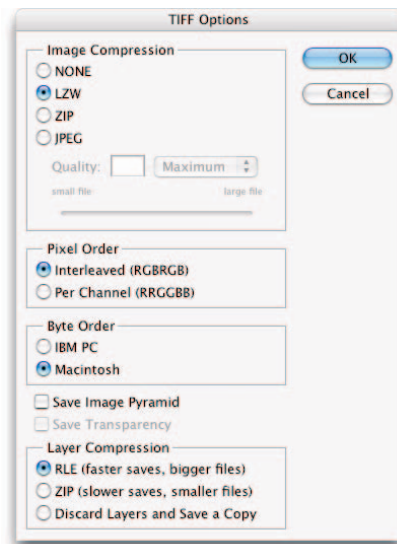 TIFF Options
Image Compression
NONE
LZW
ZIP
JPEG
Quality: Maximum
small file large file
OK
Cancel
Pixel Order
Interleaved (RGBRGB)
Per Channel (RRGGBB)
Byte Order
IBM PC
Macintosh
Save Image Pyramid
Save Transparency
Layer Compression
RLE (faster saves, bigger files)
ZIP (slower saves, smaller files)
Discard Layers and Save a Copy